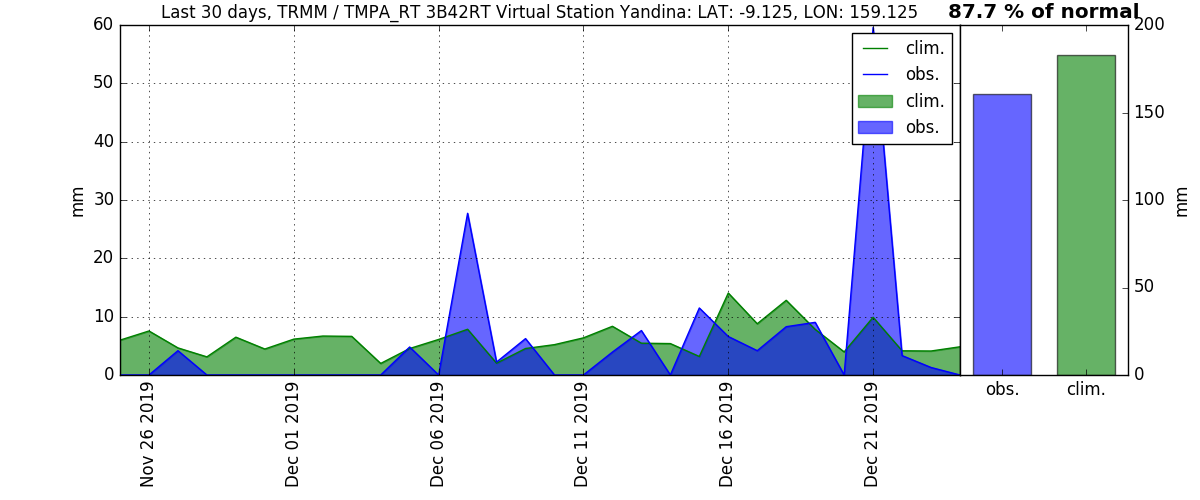 Last 30 days, TRMM / TMPA_RT 3B42RT Virtual Station Yandina: LAT: -9.125, LON: 159.125
87.7 % of normal
60
50
40
30
20
10
0
mm
clim.
obs.
clim.
obs.
Nov 26 2019
Dec 01 2019
Dec 06 2019
Dec 11 2019
Dec 16 2019
Dec 21 2019
200
150
100
50
0
mm
obs.
clim.